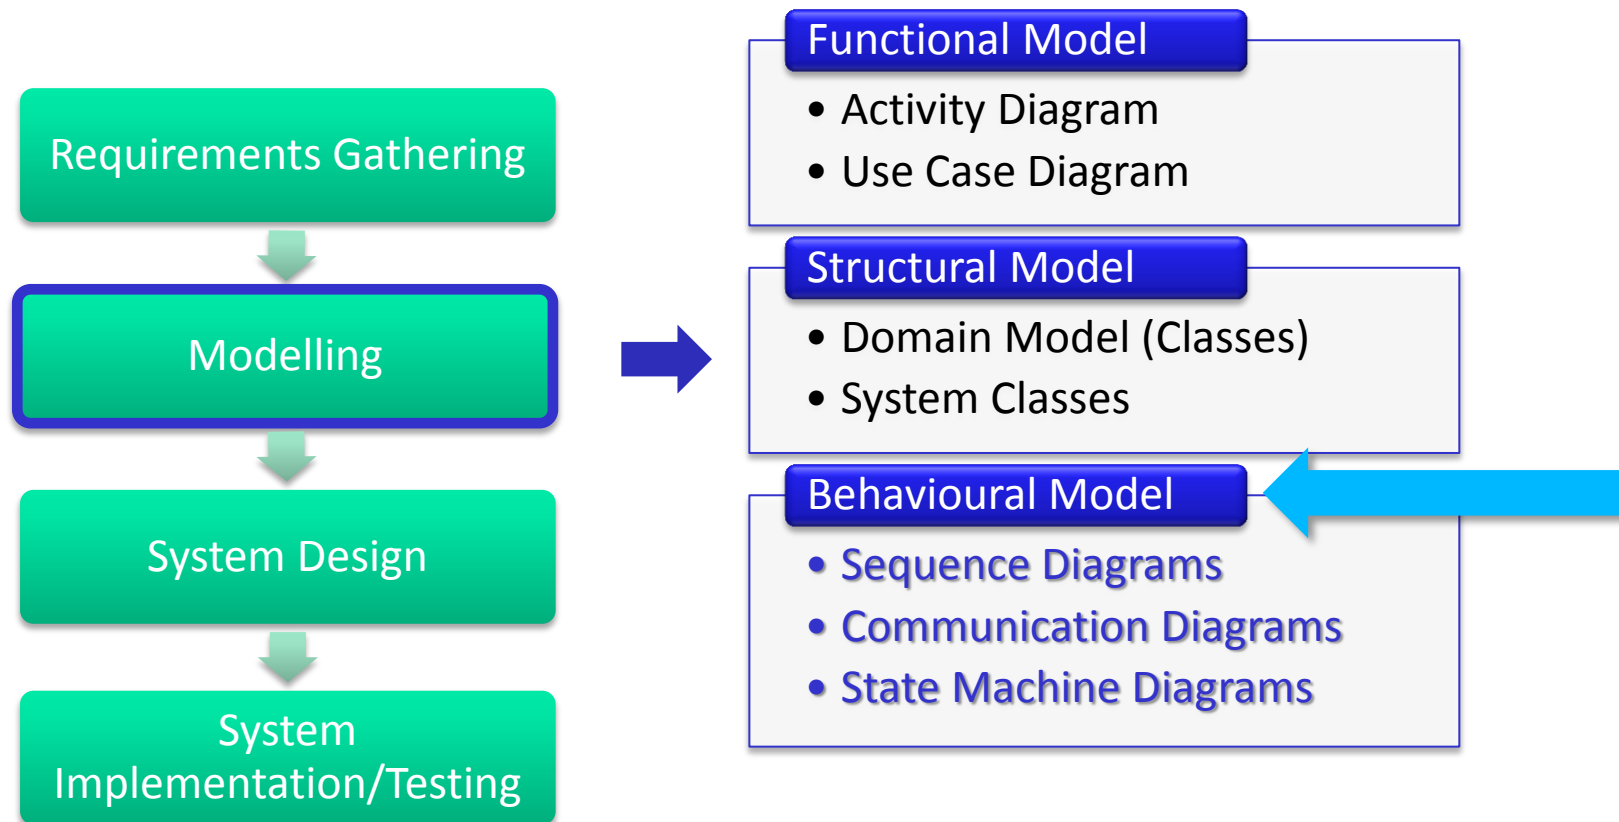 Requirements Gathering
Modelling
System Design
System
Implementation/Testing
Functional Model
• Activity Diagram
• Use Case Diagram
Structural Model
• Domain Model (Classes)
• System Classes
Behavioural Model
• Sequence Diagrams
• Communication Diagrams
• State Machine Diagrams